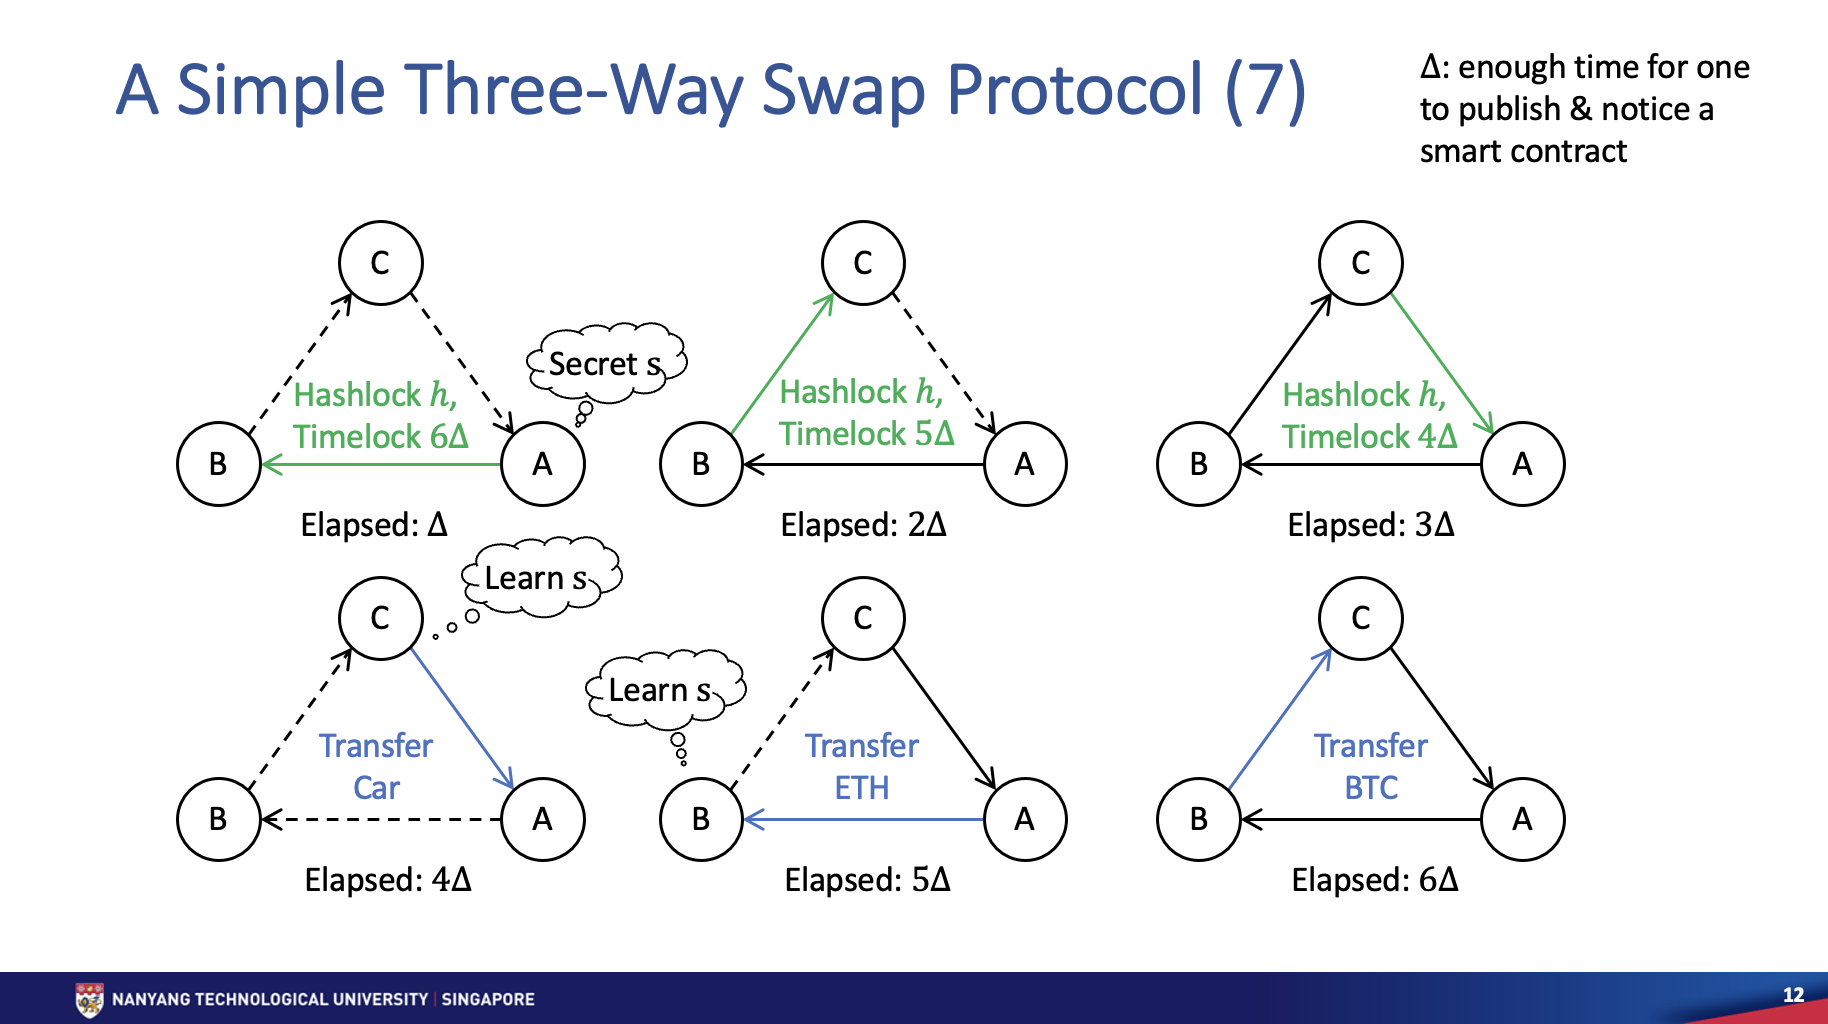 A Simple Three-Way Swap Protocol (7)
Δ: enough time for one
to publish & notice a
smart contract
C
Secret s
Hashlock h,
Timelock 6Δ
B
A
Elapsed: Δ
C
Hashlock h,
Timelock 5Δ
B
A
Elapsed: 2Δ
C
Hashlock h,
Timelock 4Δ
B
A
Elapsed: 3Δ
Learn s
C
Transfer
Car
B
A
Elapsed: 4Δ
C
Learn s
Transfer
ETH
B
A
Elapsed: 5Δ
C
Transfer
BTC
B
A
Elapsed: 6Δ
NANYANG TECHNOLOGICAL UNIVERSITY | SINGAPORE
12